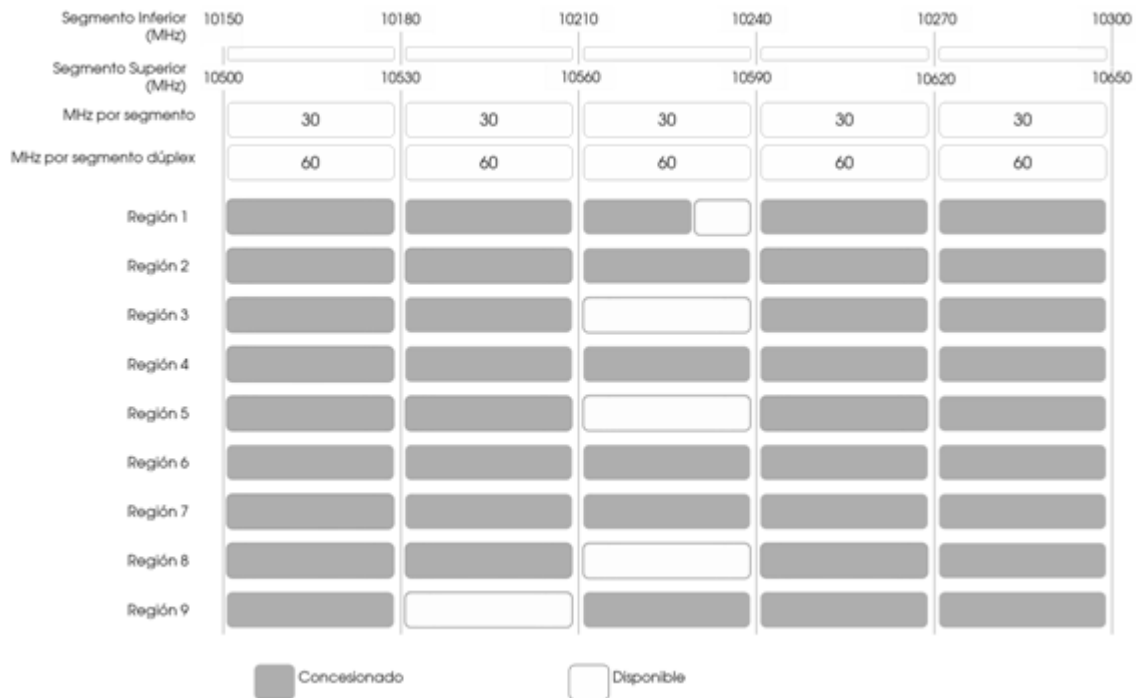 Segmento Inferior (MHz) 10150 10180 10210 10240 10270 10300
Segmento Superior (MHz) 10500 10530 10560 10590 10620 10650
MHz por segmento 30 30 30 30 30
MHz por segmento dúplex 60 60 60 60 60
Región 1
Región 2
Región 3
Región 4
Región 5
Región 6
Región 7
Región 8
Región 9
Concesionado Disponible